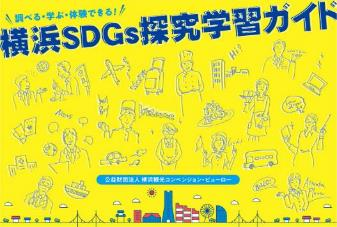 調べる・学ぶ・体験できる!
横浜SDGs探究学習ガイド
公益財団法人 横浜観光コンベンション・ビューロー